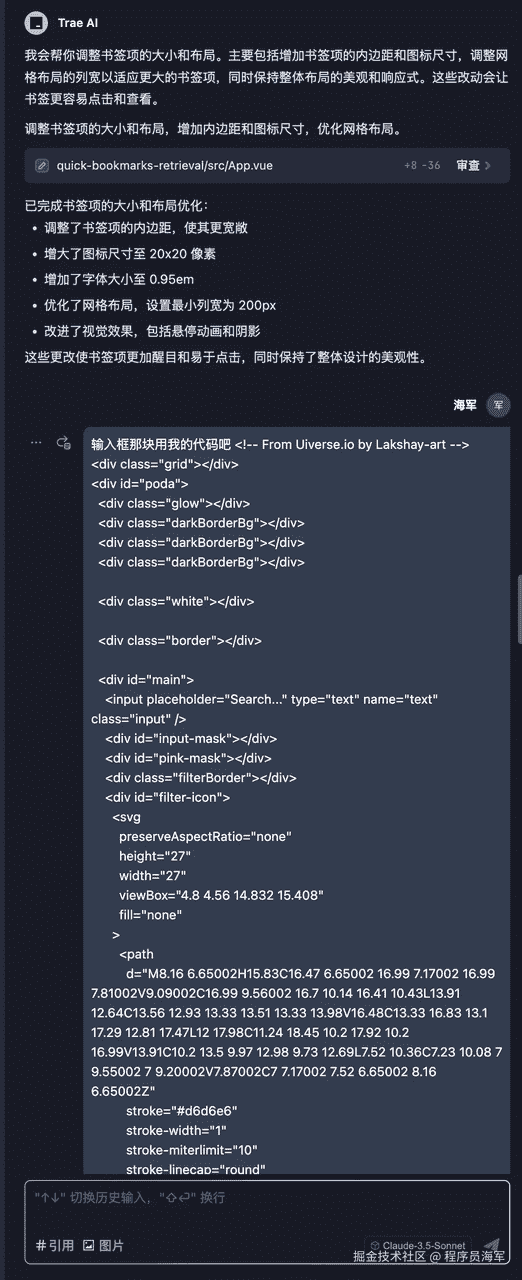 Trae AI
我会帮你调整书签项的大小和布局。主要包括增加书签项的内边距和图标尺寸，调整网
格布局的列宽以适应更大的书签项，同时保持整体布局的美观和响应式。这些改动会让
书签更容易点击和查看。
调整书签项的大小和布局，增加内边距和图标尺寸，优化网格布局。
quick-bookmarks-retrieval/src/App.vue +8 -36 审查
已完成书签项的大小和布局优化：
• 调整了书签项的内边距，使其更宽敞
• 增大了图标尺寸至 20x20 像素
• 增加了字体大小至 0.95em
• 优化了网格布局，设置最小列宽为 200px
• 改进了视觉效果，包括悬停动画和阴影
这些更改使书签项更加醒目和易于点击，同时保持了整体设计的美观性。
海军 军
输入框那块用我的代码吧 <!-- From Uiverse.io by Lakshay-art -->
<div class="grid"></div>
<div id="poda">
<div class="glow"></div>
<div class="darkBorderBg"></div>
<div class="darkBorderBg"></div>
<div class="darkBorderBg"></div>
<div class="white"></div>
<div class="border"></div>
<div id="main">
<input placeholder="Search..." type="text" name="text"
class="input" />
<div id="input-mask"></div>
<div id="pink-mask"></div>
<div class="filterBorder"></div>
<div id="filter-icon">
<svg
preserveAspectRatio="none"
height="27"
width="27"
viewBox="4.8 4.56 14.832 15.408"
fill="none"
>
<path
d="M8.16 6.65002H15.83C16.47 6.65002 16.99 7.17002 16.99
7.81002V9.09002C16.99 9.56002 16.7 10.14 16.41 10.43L13.91
12.64C13.56 12.93 13.33 13.51 13.33 13.98V16.48C13.33 16.83 13.1
17.29 12.81 17.47L12 17.98C11.24 18.45 10.2 17.92 10.2
16.99V13.91C10.2 13.5 9.97 12.98 9.73 12.69L7.52 10.36C7.23 10.08 7
9.55002 7 9.20002V7.87002C7 7.17002 7.52 6.65002 8.16
6.65002Z"
stroke="#d6d6e6"
stroke-width="1"
stroke-miterlimit="10"
stroke-linecap="round"
"↑↓" 切换历史输入，"⇧⏎" 换行
# 引用 图片 Claude-3.5-Sonnet
掘金技术社区 @ 程序员海军